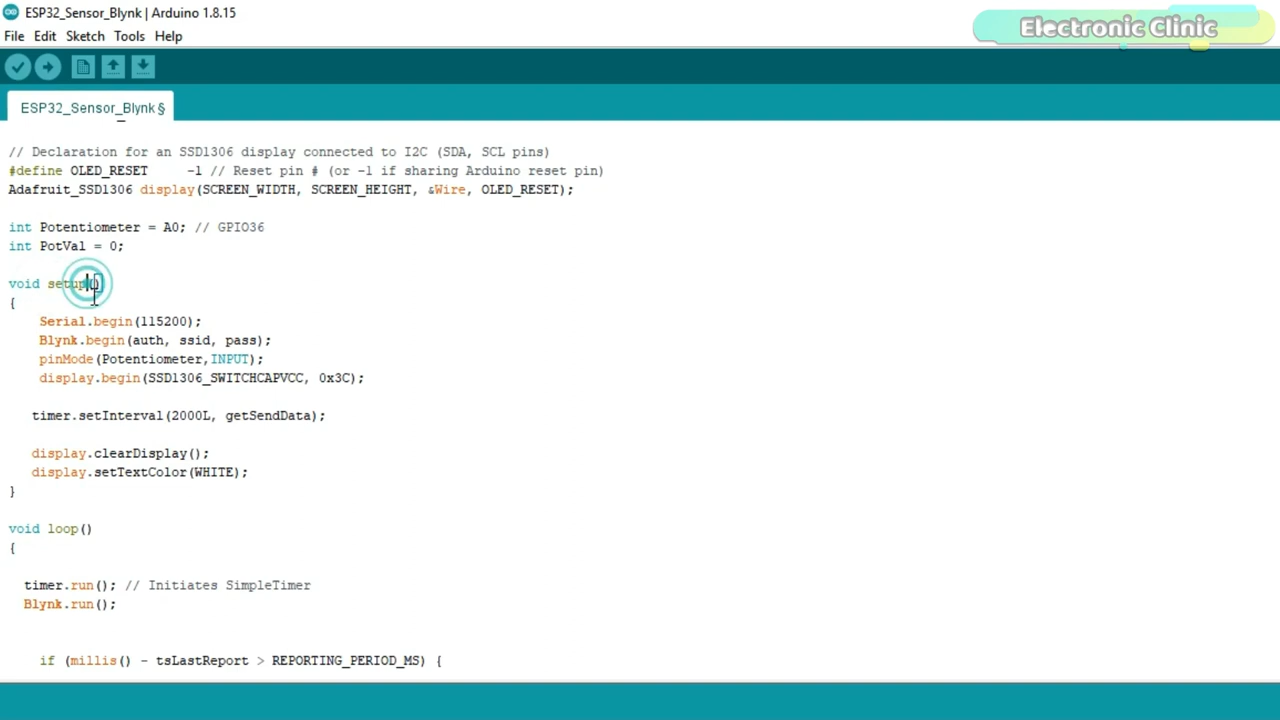 ESP32_Sensor_Blynk | Arduino 1.8.15
Electronic Clinic
File Edit Sketch Tools Help
ESP32_Sensor_Blynk §
// Declaration for an SSD1306 display connected to I2C (SDA, SCL pins)
#define OLED_RESET     -1 // Reset pin # (or -1 if sharing Arduino reset pin)
Adafruit_SSD1306 display(SCREEN_WIDTH, SCREEN_HEIGHT, &Wire, OLED_RESET);
int Potentiometer = A0; // GPIO36
int PotVal = 0;
void setup()
{
Serial.begin(115200);
Blynk.begin(auth, ssid, pass);
pinMode(Potentiometer,INPUT);
display.begin(SSD1306_SWITCHCAPVCC, 0x3C);
timer.setInterval(2000L, getSendData);
display.clearDisplay();
display.setTextColor(WHITE);
}
void loop()
{
timer.run(); // Initiates SimpleTimer
Blynk.run();
if (millis() - tsLastReport > REPORTING_PERIOD_MS) {